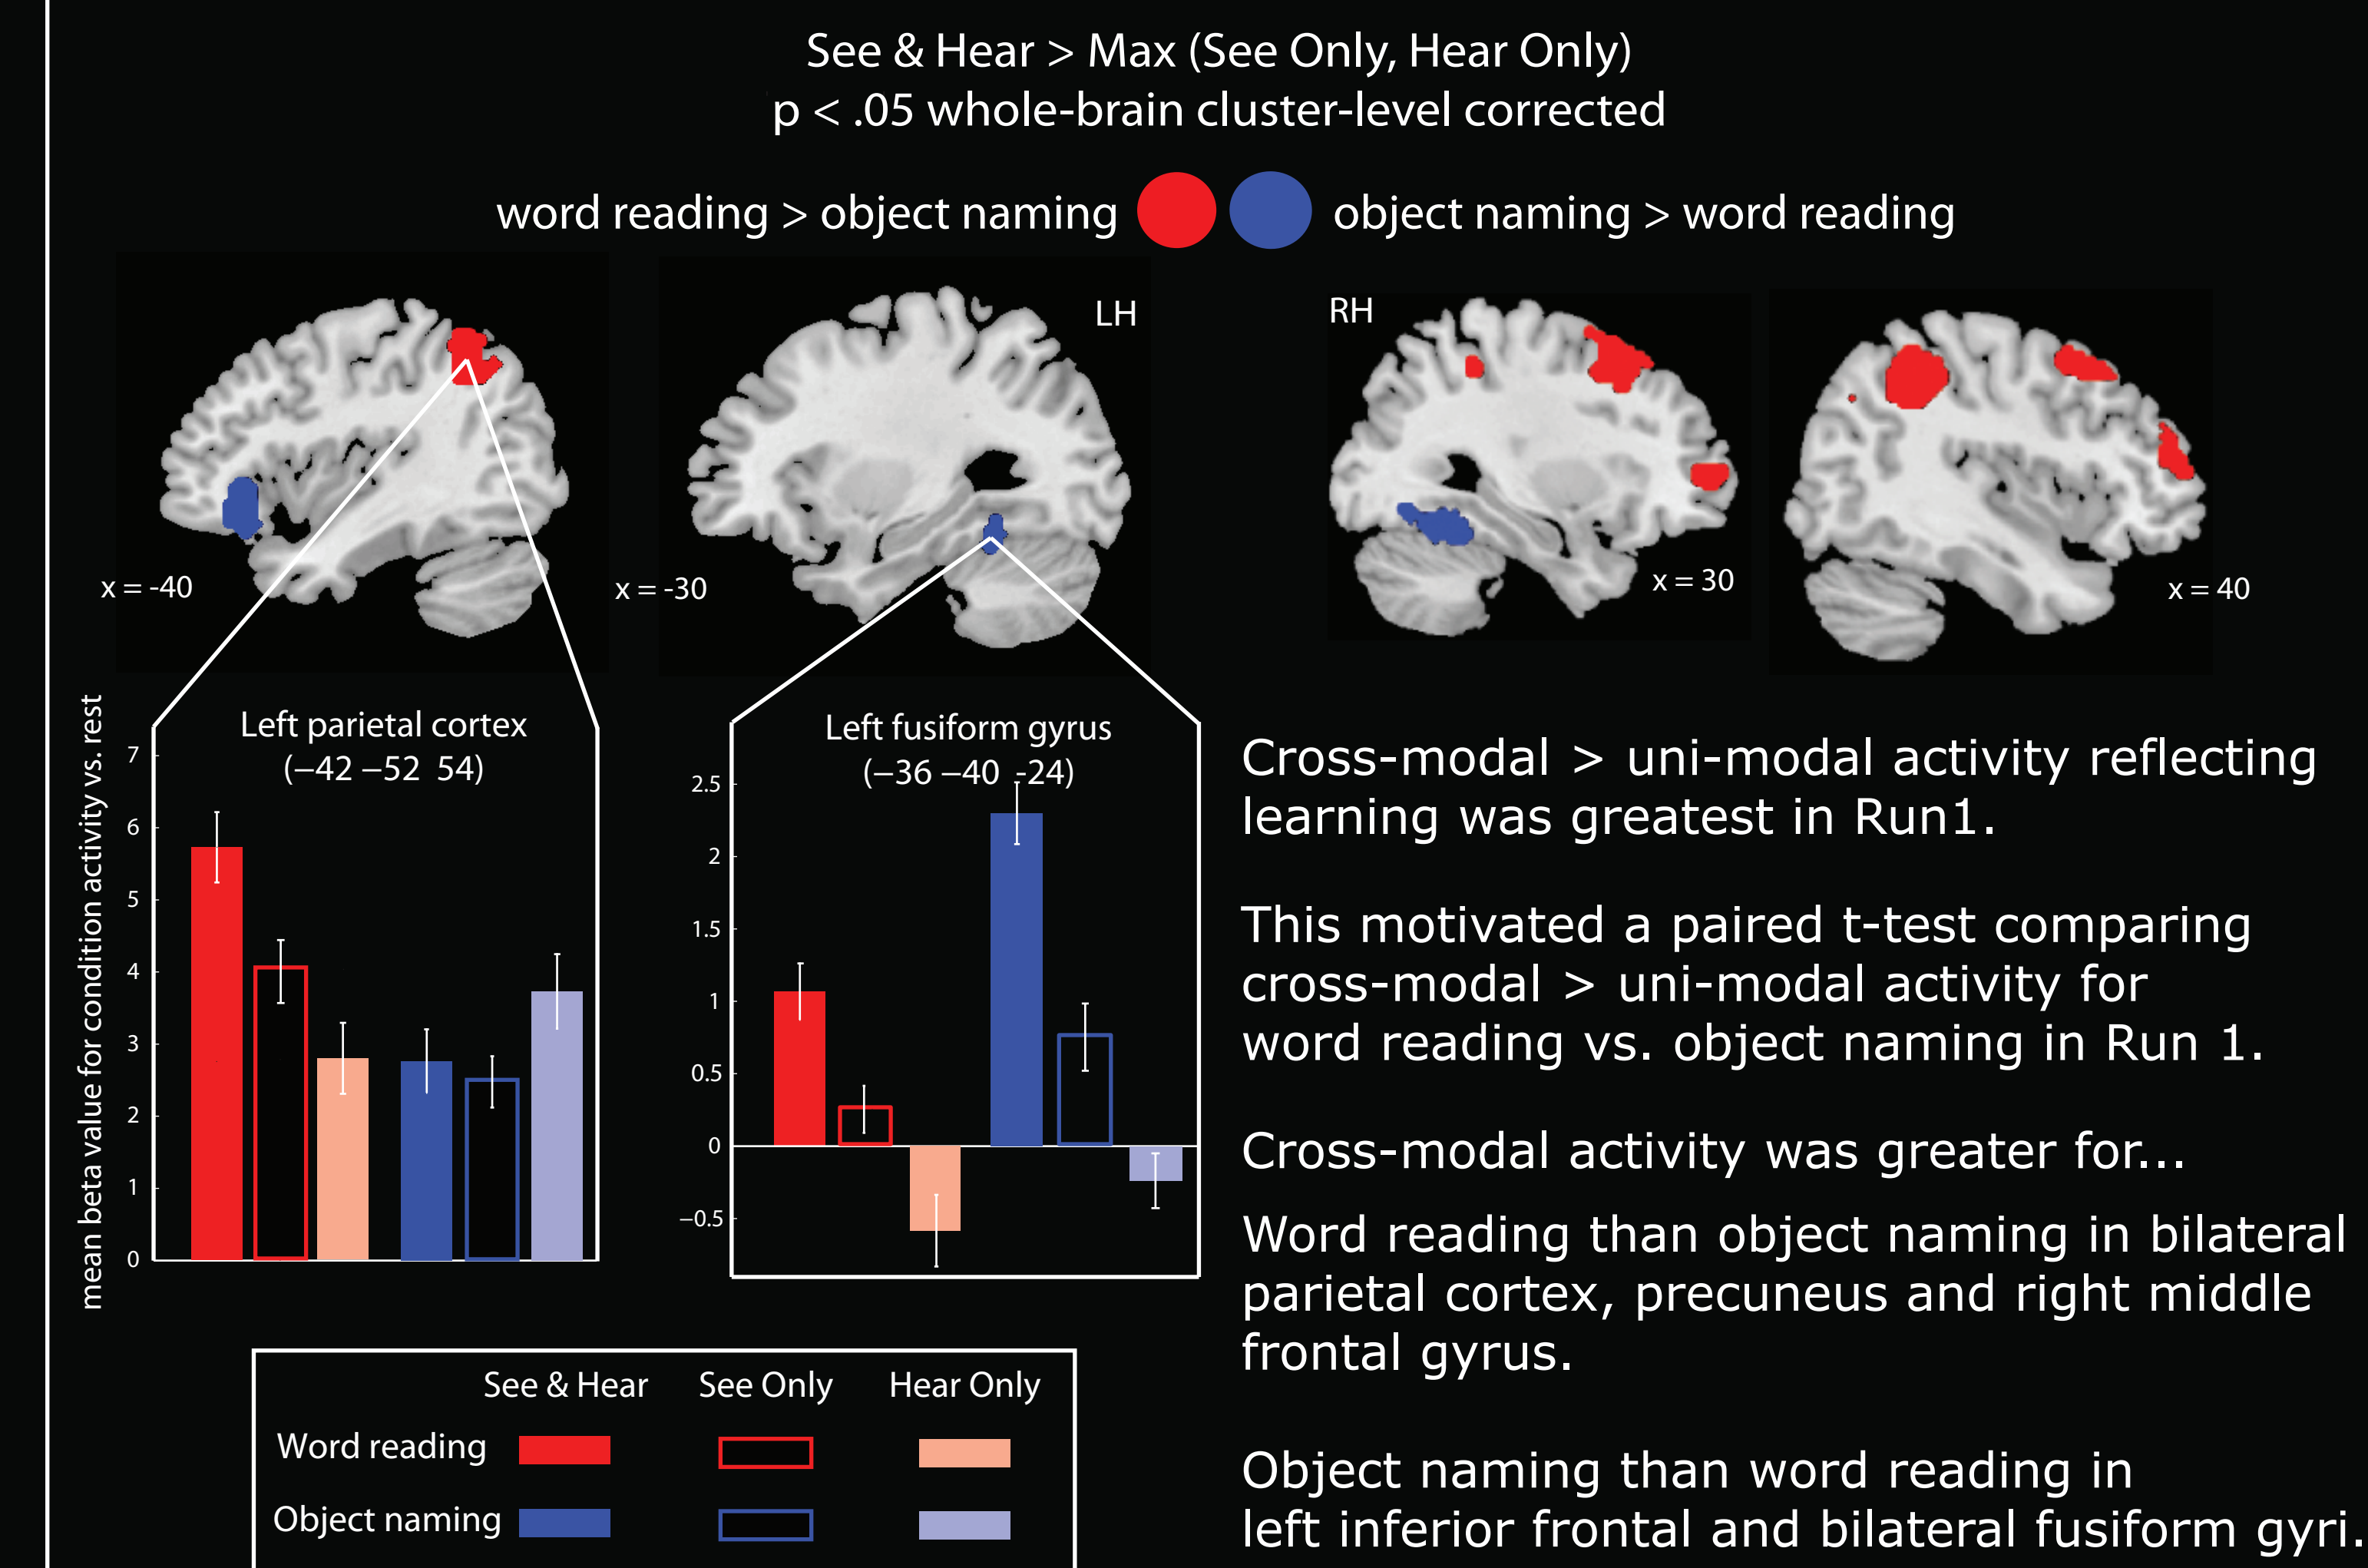 See & Hear > Max (See Only, Hear Only)
p < .05 whole-brain cluster-level corrected
word reading > object naming
object naming > word reading
LH
RH
x = -40
x = -30
x = 30
x = 40
mean beta value for condition activity vs. rest
Left parietal cortex
(−42 −52 54)
7
6
5
4
3
2
1
0
Left fusiform gyrus
(−36 −40 -24)
2.5
2
1.5
1
0.5
0
−0.5
See & Hear See Only Hear Only
Word reading
Object naming
Cross-modal > uni-modal activity reflecting
learning was greatest in Run1.
This motivated a paired t-test comparing
cross-modal > uni-modal activity for
word reading vs. object naming in Run 1.
Cross-modal activity was greater for...
Word reading than object naming in bilateral
parietal cortex, precuneus and right middle
frontal gyrus.
Object naming than word reading in
left inferior frontal and bilateral fusiform gyri.